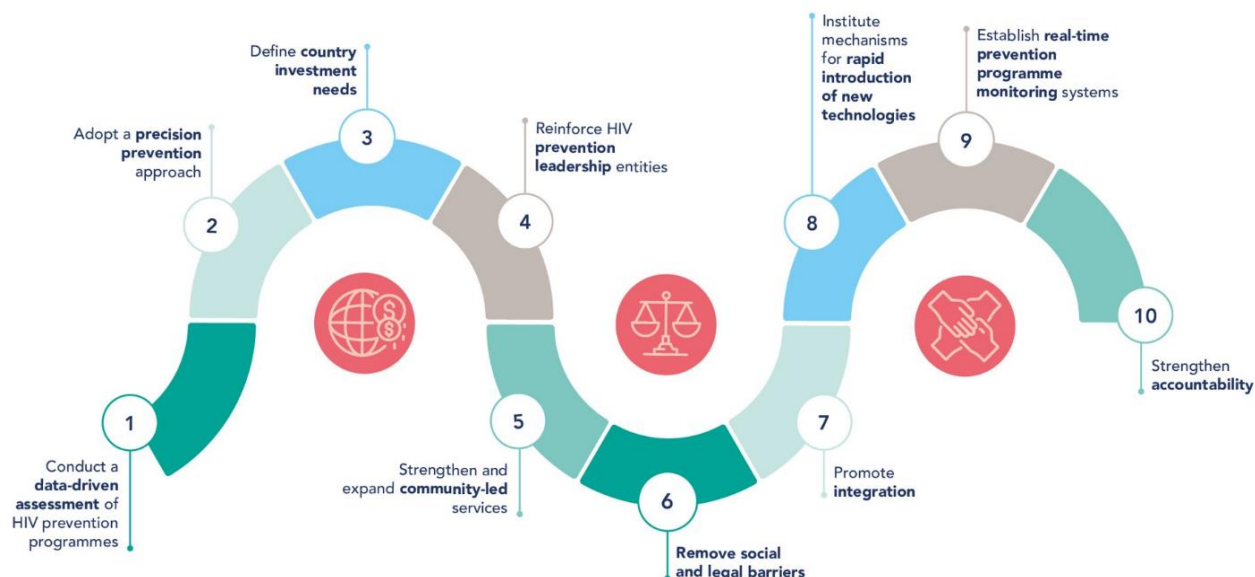 1
Conduct a
data-driven
assessment of
HIV prevention
programmes
2
Adopt a precision
prevention
approach
3
Define country
investment
needs
4
Reinforce HIV
prevention
leadership entities
5
Strengthen and
expand community-led
services
6
Remove social
and legal barriers
7
Promote
integration
8
Institute
mechanisms
for rapid
introduction
of new
technologies
9
Establish real-time
prevention
programme
monitoring systems
10
Strengthen
accountability
$
$